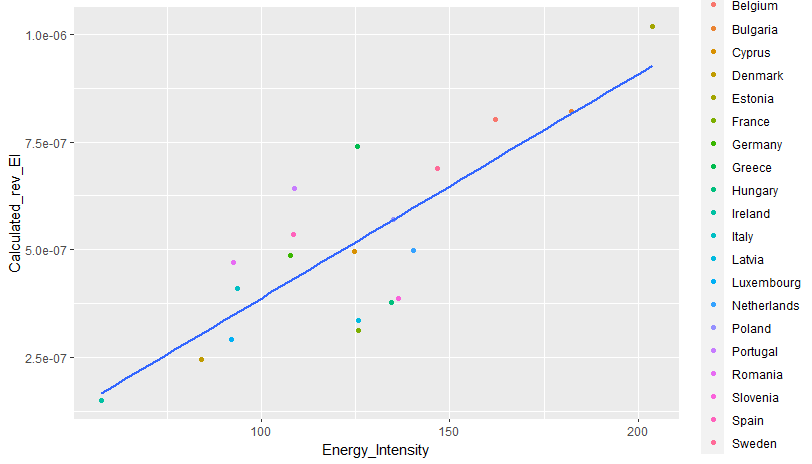 Calculated_rev_EI
1.0e-06
7.5e-07
5.0e-07
2.5e-07
100
150
200
Energy_Intensity
Belgium
Bulgaria
Cyprus
Denmark
Estonia
France
Germany
Greece
Hungary
Ireland
Italy
Latvia
Luxembourg
Netherlands
Poland
Portugal
Romania
Slovenia
Spain
Sweden